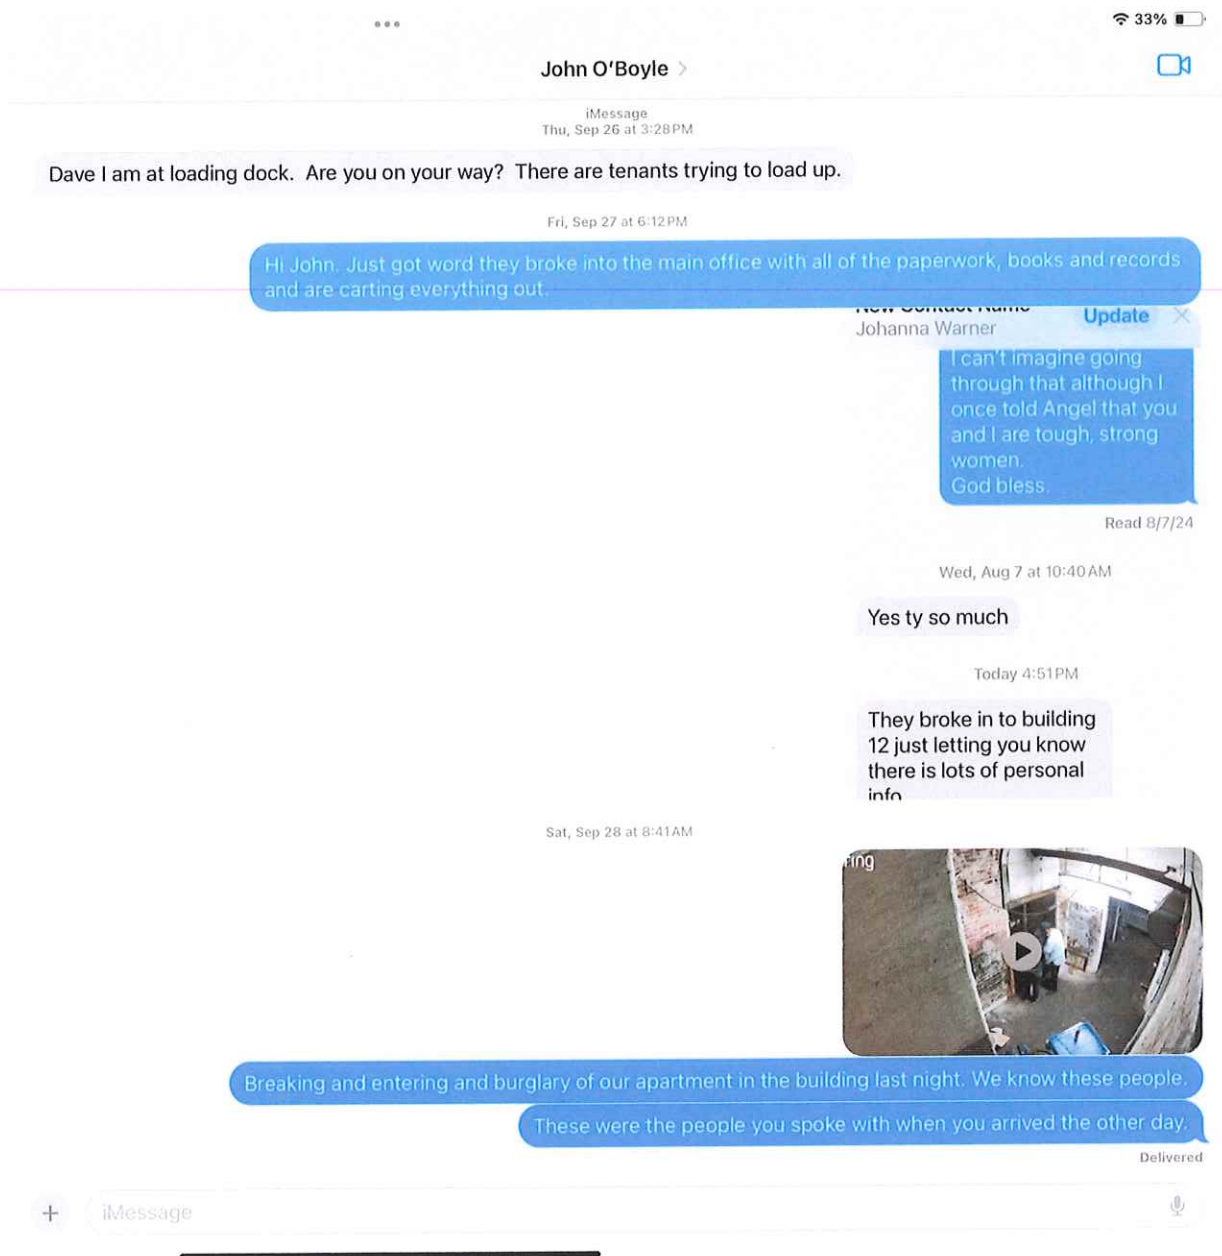 33%
John O'Boyle
iMessage
Thu, Sep 26 at 3:28 PM
Dave I am at loading dock. Are you on your way? There are tenants trying to load up.
Fri, Sep 27 at 6:12 PM
Hi John. Just got word they broke into the main office with all of the paperwork, books and records
and are carting everything out.
New Contact Name
Johanna Warner
Update
I can't imagine going
through that although I
once told Angel that you
and I are tough, strong
women.
God bless.
Read 8/7/24
Wed, Aug 7 at 10:40 AM
Yes ty so much
Today 4:51 PM
They broke in to building
12 just letting you know
there is lots of personal
info
Sat, Sep 28 at 8:41 AM
ring
Breaking and entering and burglary of our apartment in the building last night. We know these people.
These were the people you spoke with when you arrived the other day.
Delivered
iMessage